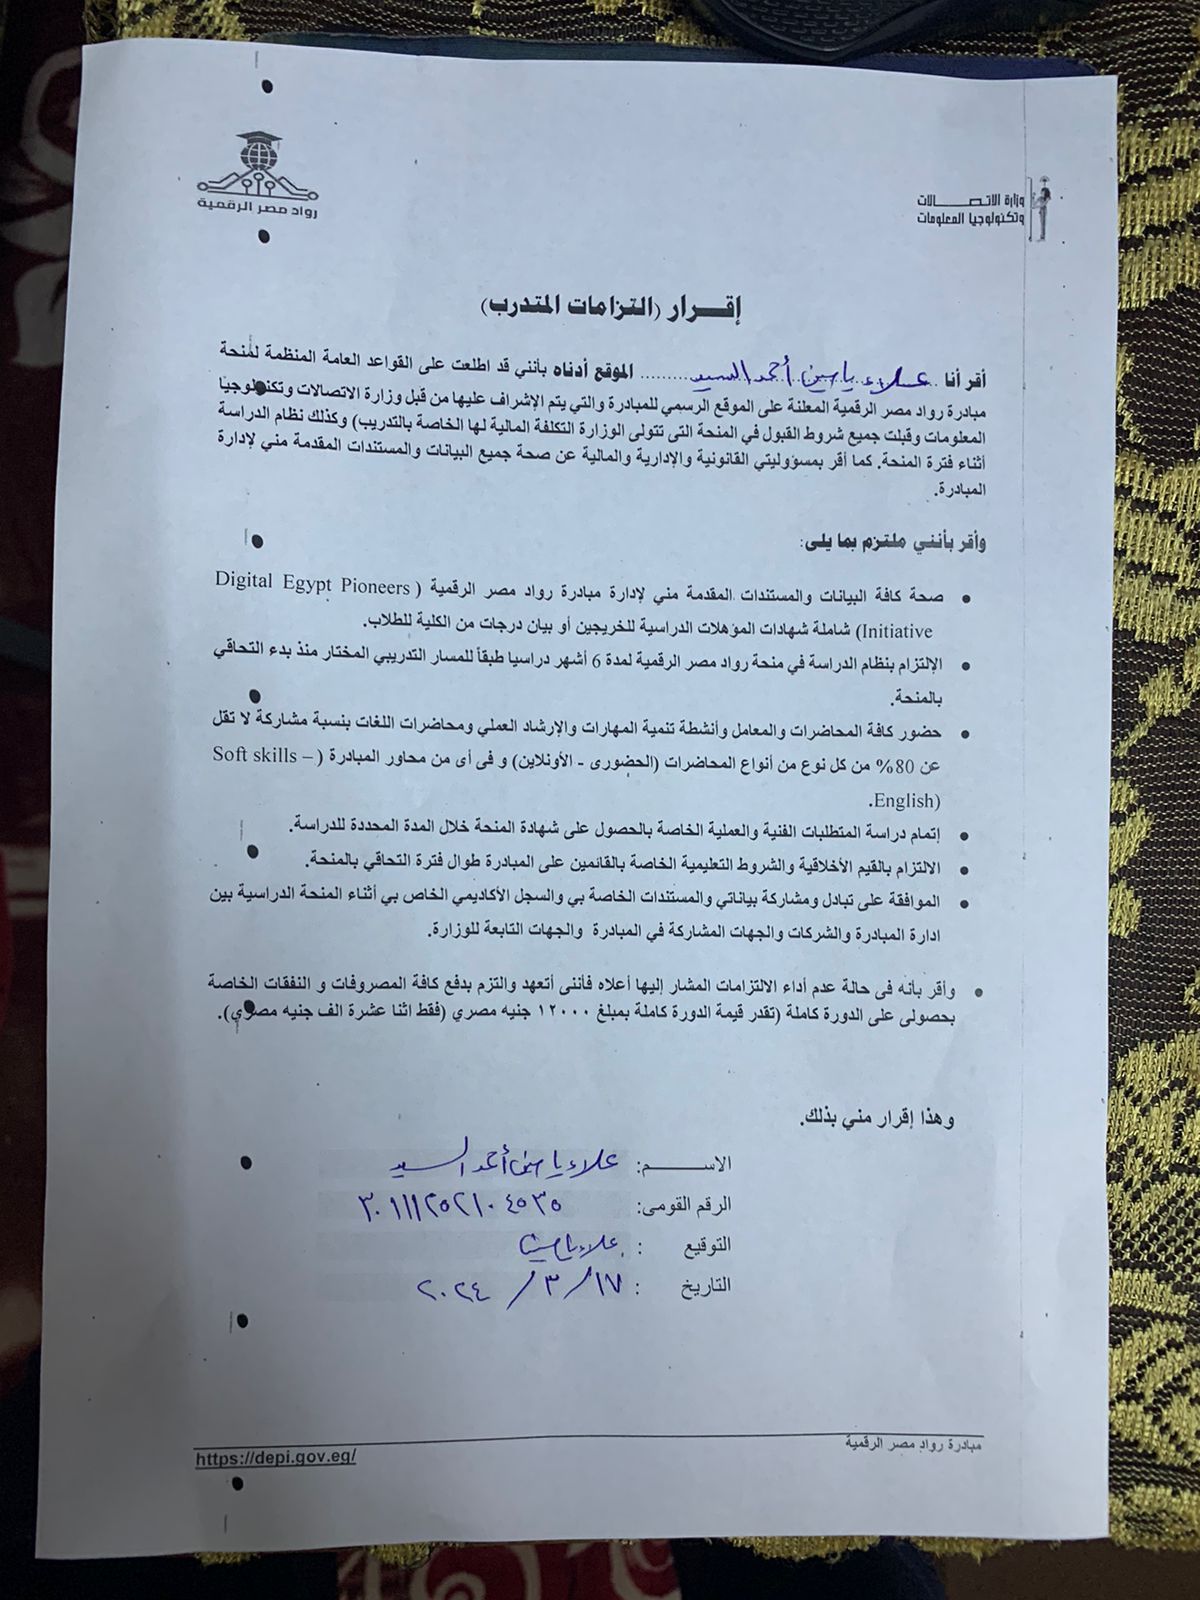 رواد مصر الرقمية
وزارة الاتصالات
وتكنولوجيا المعلومات
إقرار (التزامات المتدرب)
أقر أنا علاء ياسين أحمد السيد الموقع أدناه بأنني قد اطلعت على القواعد العامة المنظمة لمنحة
مبادرة رواد مصر الرقمية المعلنة على الموقع الرسمي للمبادرة والتي يتم الإشراف عليها من قبل وزارة الاتصالات وتكنولوجيا
المعلومات وقبلت جميع شروط القبول في المنحة التى تتولى الوزارة التكلفة المالية لها الخاصة بالتدريب) وكذلك نظام الدراسة
أثناء فترة المنحة. كما أقر بمسؤوليتي القانونية والإدارية والمالية عن صحة جميع البيانات والمستندات المقدمة مني لإدارة
المبادرة.
وأقر بأنني ملتزم بما يلى:
• صحة كافة البيانات والمستندات المقدمة مني لإدارة مبادرة رواد مصر الرقمية ( Digital Egypt Pioneers
Initiative) شاملة شهادات المؤهلات الدراسية للخريجين أو بيان درجات من الكلية للطلاب.
• الإلتزام بنظام الدراسة في منحة رواد مصر الرقمية لمدة 6 أشهر دراسيا طبقاً للمسار التدريبي المختار منذ بدء التحاقي
بالمنحة.
• حضور كافة المحاضرات والمعامل وأنشطة تنمية المهارات والإرشاد العملي ومحاضرات اللغات بنسبة مشاركة لا تقل
عن 80% من كل نوع من أنواع المحاضرات (الحضورى - الأونلاين) و فى أى من محاور المبادرة ( Soft skills –
English).
• إتمام دراسة المتطلبات الفنية والعملية الخاصة بالحصول على شهادة المنحة خلال المدة المحددة للدراسة.
• الالتزام بالقيم الأخلاقية والشروط التعليمية الخاصة بالقائمين على المبادرة طوال فترة التحاقي بالمنحة.
• الموافقة على تبادل ومشاركة بياناتي والمستندات الخاصة بي والسجل الأكاديمي الخاص بي أثناء المنحة الدراسية بين
ادارة المبادرة والشركات والجهات المشاركة في المبادرة والجهات التابعة للوزارة.
• وأقر بأنه فى حالة عدم أداء الالتزامات المشار إليها أعلاه فأننى أتعهد والتزم بدفع كافة المصروفات و النفقات الخاصة
بحصولى على الدورة كاملة (تقدر قيمة الدورة كاملة بمبلغ ١٢٠٠٠ جنيه مصري (فقط اثنا عشرة الف جنيه مصري).
وهذا إقرار مني بذلك.
الاســــــم: علاء ياسين أحمد السيد
الرقم القومى: ٣٠١١١٢٥٢١٠٤٥٣٥
التوقيع : علاء ياسين
التاريخ : ١٧ / ٣ / ٢٠٢٤
مبادرة رواد مصر الرقمية
https://depi.gov.eg/